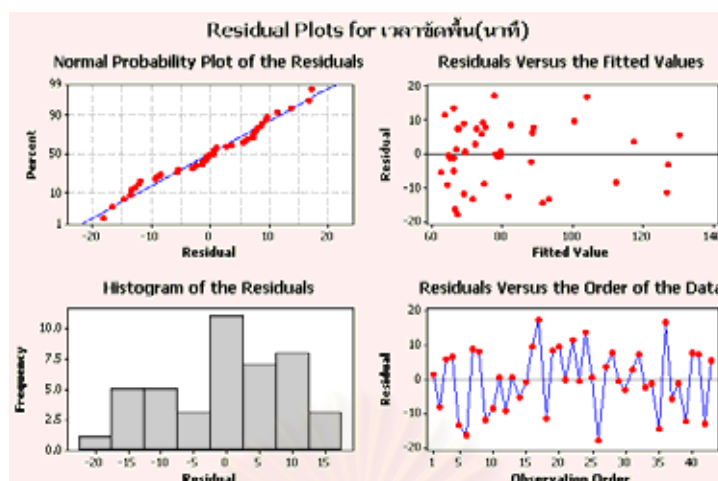 Residual Plots for เวลาขัดพื้น(นาที)
Normal Probability Plot of the Residuals
Percent
99
90
50
10
1
-20 -10 0 10 20
Residual
Residuals Versus the Fitted Values
Residual
20
10
0
-10
-20
60 80 100 120 140
Fitted Value
Histogram of the Residuals
Frequency
10.0
7.5
5.0
2.5
0.0
-20 -15 -10 -5 0 5 10 15
Residual
Residuals Versus the Order of the Data
Residual
20
10
0
-10
-20
1 5 10 15 20 25 30 35 40
Observation Order